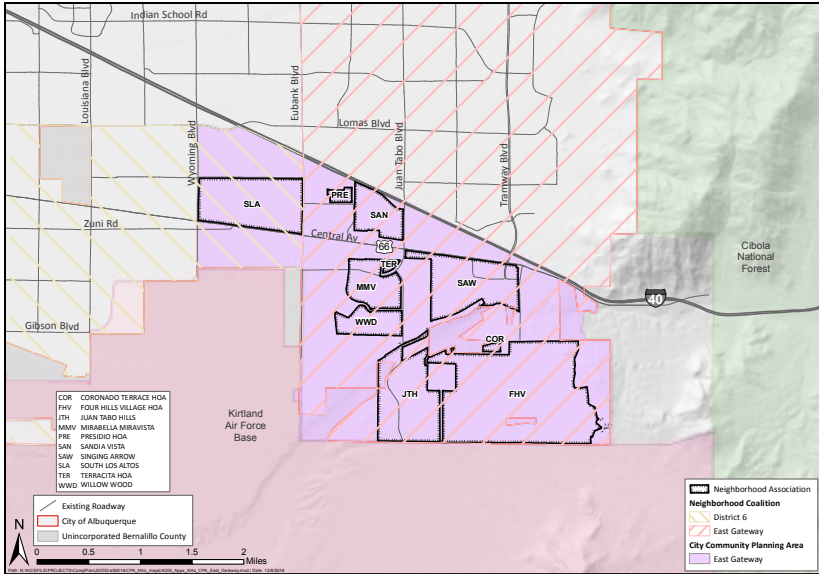 Indian School Rd
Louisiana Blvd
Eubank Blvd
Lomas Blvd
Wyoming Blvd
Juan Tabo Blvd
Tramway Blvd
PRE
SLA
SAN
Zuni Rd
Central Av
66
Cibola
National
Forest
TER
MMV
SAW
40
Gibson Blvd
WWD
COR
JTH
FHV
Kirtland
Air Force
Base
COR CORONADO TERRACE HOA
FHV FOUR HILLS VILLAGE HOA
JTH JUAN TABO HILLS
MMV MIRABELLA MIRAVISTA
PRE PRESIDIO HOA
SAN SANDIA VISTA
SAW SINGING ARROW
SLA SOUTH LOS ALTOS
TER TERRACITA HOA
WWD WILLOW WOOD
Existing Roadway
City of Albuquerque
Unincorporated Bernalillo County
N
0 0.5 1 1.5 2
Miles
Neighborhood Association
Neighborhood Coalition
District 6
East Gateway
City Community Planning Area
East Gateway